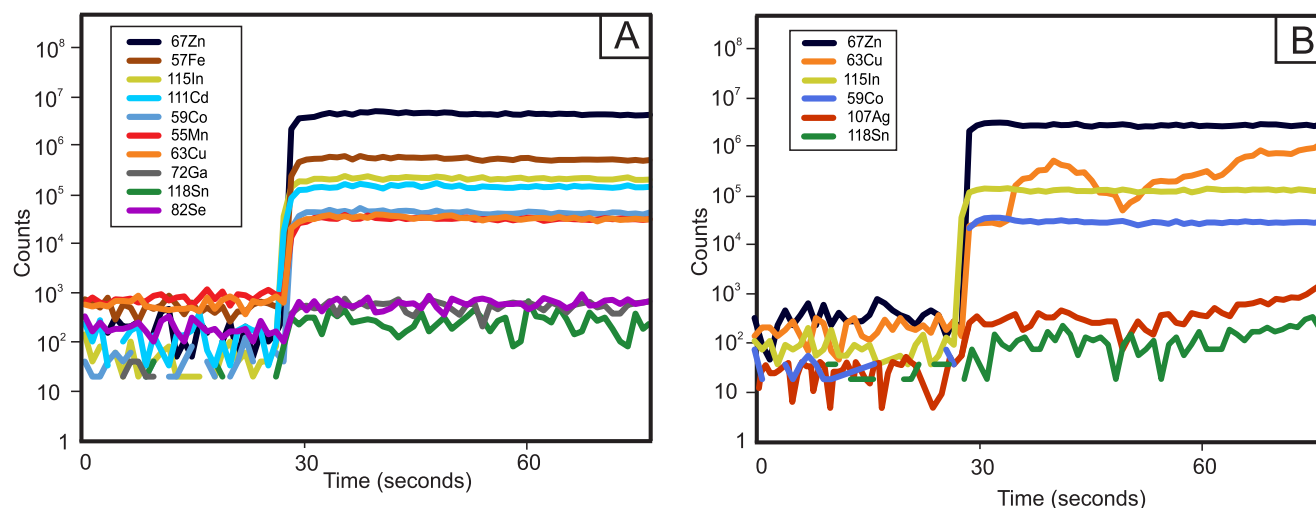 A
67Zn
57Fe
115In
111Cd
59Co
55Mn
63Cu
72Ga
118Sn
82Se
10⁸
10⁷
10⁶
10⁵
10⁴
10³
10²
10
1
Counts
0
30
60
Time (seconds)
B
67Zn
63Cu
115In
59Co
107Ag
118Sn
10⁸
10⁷
10⁶
10⁵
10⁴
10³
10²
10
1
Counts
0
30
60
Time (seconds)